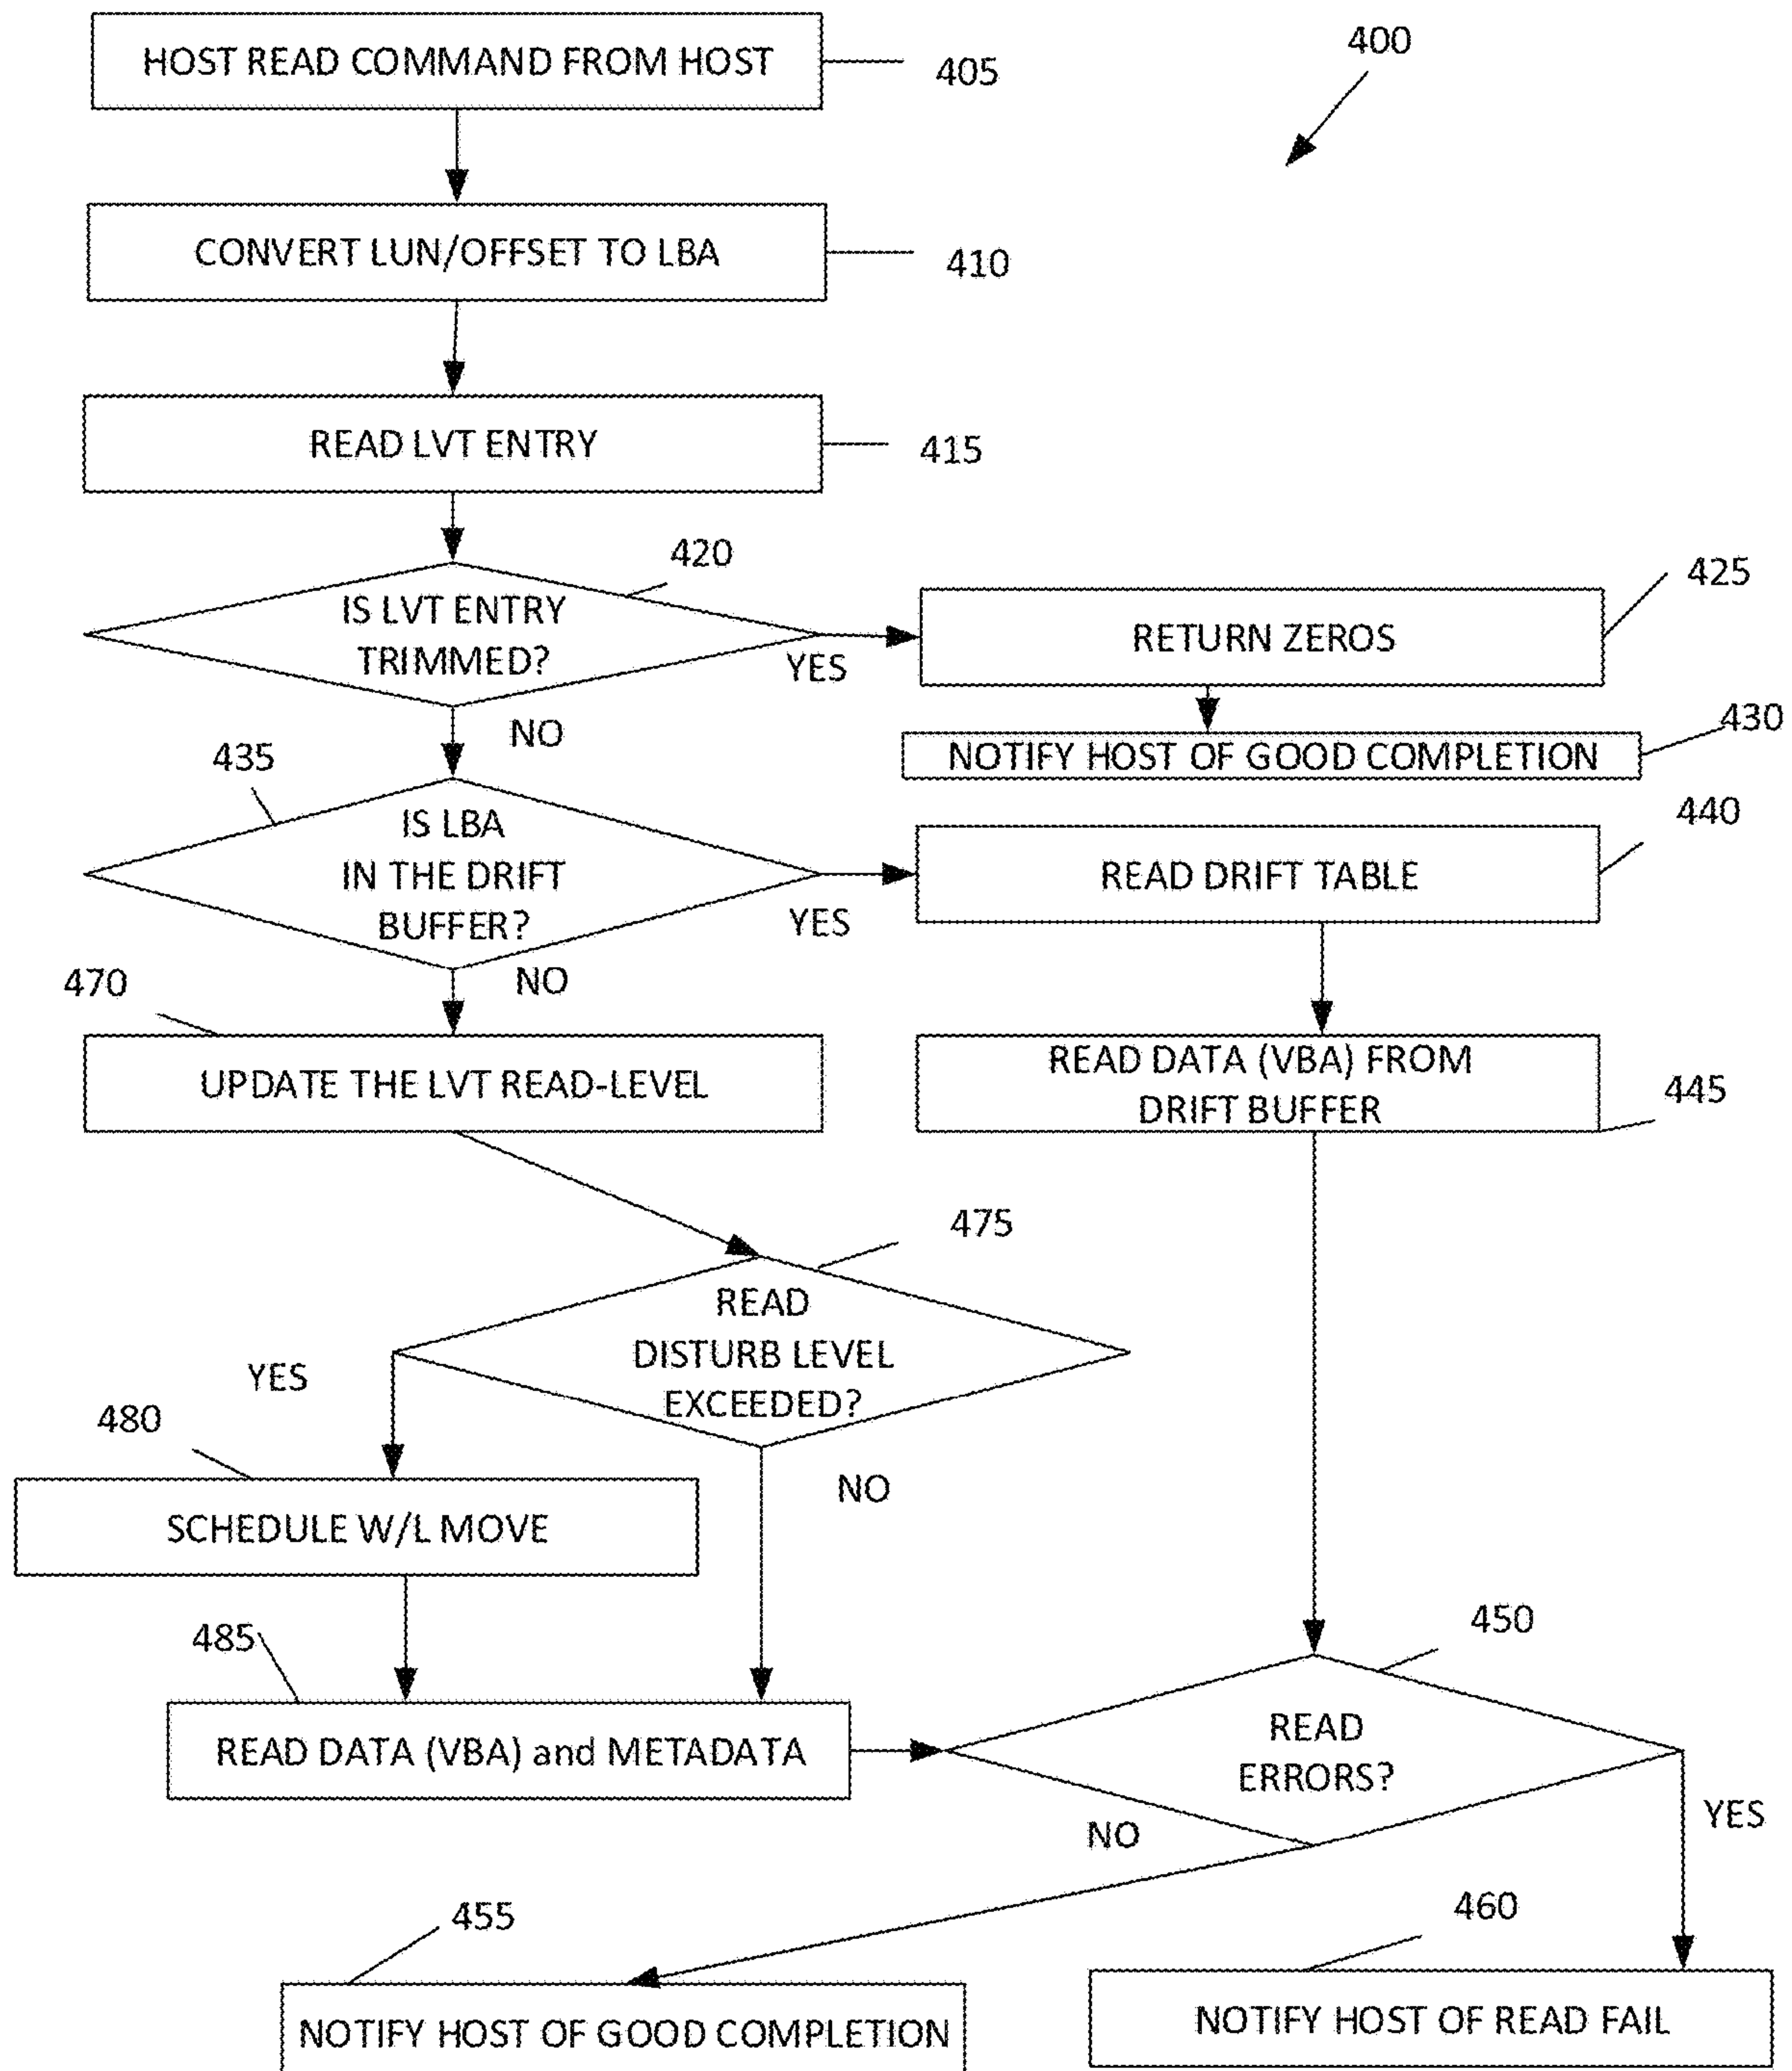 HOST READ COMMAND FROM HOST
405
400
CONVERT LUN/OFFSET TO LBA
410
READ LVT ENTRY
415
420
IS LVT ENTRY
TRIMMED?
YES
NO
425
RETURN ZEROS
430
NOTIFY HOST OF GOOD COMPLETION
435
IS LBA
IN THE DRIFT
BUFFER?
YES
NO
440
READ DRIFT TABLE
470
UPDATE THE LVT READ-LEVEL
READ DATA (VBA) FROM
DRIFT BUFFER
445
475
READ
DISTURB LEVEL
EXCEEDED?
YES
NO
480
SCHEDULE W/L MOVE
485
READ DATA (VBA) and METADATA
450
READ
ERRORS?
NO
YES
455
NOTIFY HOST OF GOOD COMPLETION
460
NOTIFY HOST OF READ FAIL